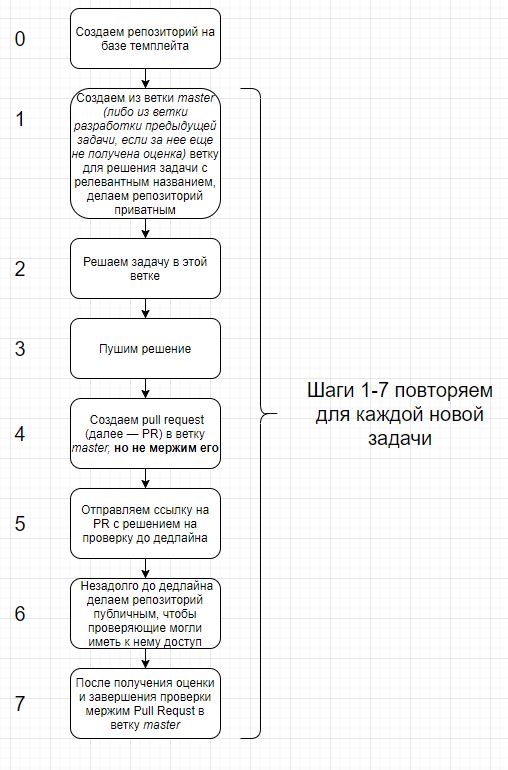 0
Создаем репозиторий на
базе темплейта
1
Создаем из ветки master
(либо из ветки
разработки предыдущей
задачи, если за нее еще
не получена оценка) ветку
для решения задачи с
релевантным названием,
делаем репозиторий
приватным
2
Решаем задачу в этой
ветке
3
Пушим решение
Шаги 1-7 повторяем
для каждой новой
задачи
4
Создаем pull request
(далее — PR) в ветку
master, но не мержим его
5
Отправляем ссылку на
PR с решением на
проверку до дедлайна
6
Незадолго до дедлайна
делаем репозиторий
публичным, чтобы
проверяющие могли
иметь к нему доступ
7
После получения оценки
и завершения проверки
мержим Pull Requst в
ветку master